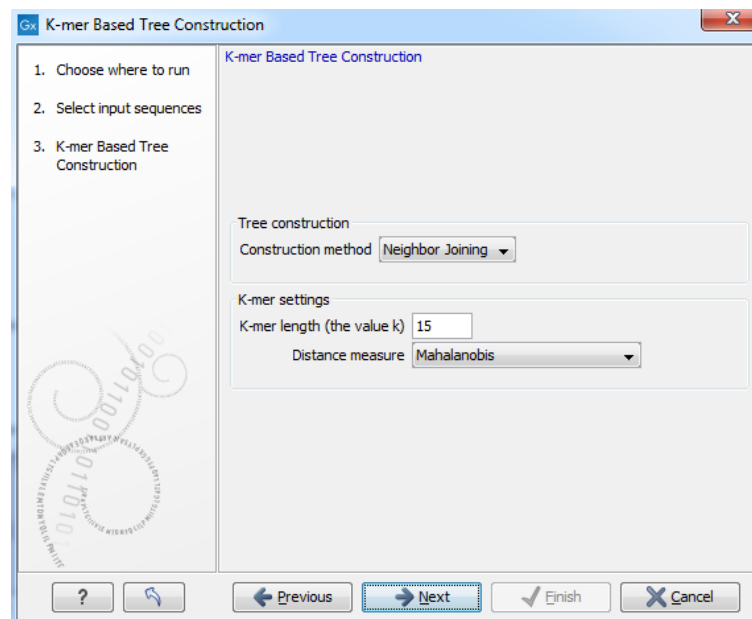 Gx K-mer Based Tree Construction
1. Choose where to run
2. Select input sequences
3. K-mer Based Tree
Construction
K-mer Based Tree Construction
Tree construction
Construction method Neighbor Joining
K-mer settings
K-mer length (the value k) 15
Distance measure Mahalanobis
? Previous Next Finish Cancel